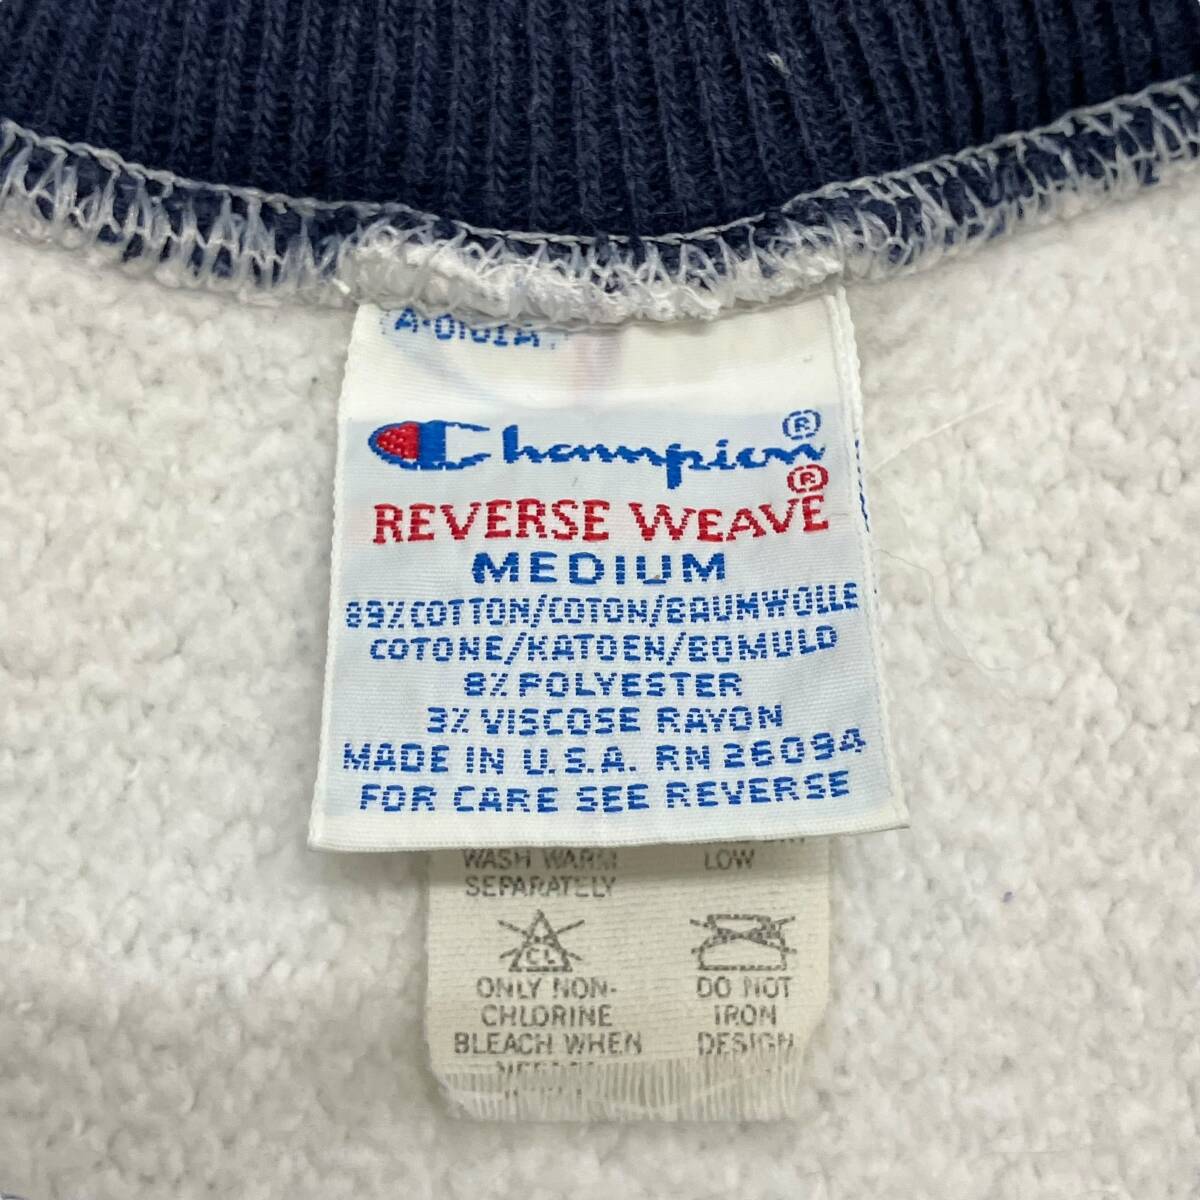 Champion®
REVERSE WEAVE®
MEDIUM
89% COTTON/COTON/BAUMWOLLE
COTONE/KATOEN/BOMULD
8% POLYESTER
3% VISCOSE RAYON
MADE IN U.S.A. RN 26094
FOR CARE SEE REVERSE
WASH WARM
SEPARATELY
LOW
CL
ONLY NON-
CHLORINE
BLEACH WHEN
DO NOT
IRON
DESIGN